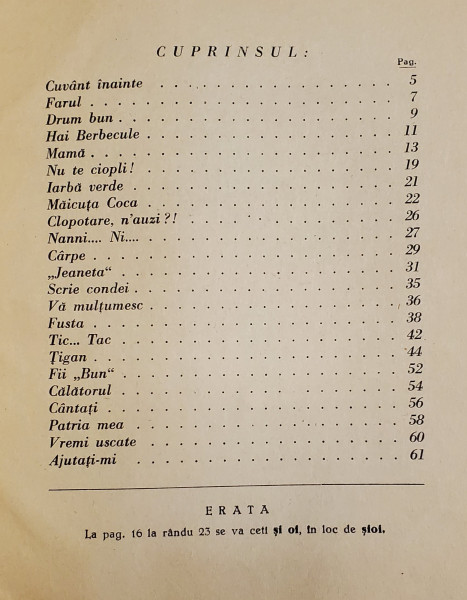 CUPRINSUL:
Pag.
Cuvânt înainte . . . . . . . . . . . . . 5
Farul . . . . . . . . . . . . . . . . 7
Drum bun . . . . . . . . . . . . . . . 9
Hai Berbecule . . . . . . . . . . . . . 11
Mamă . . . . . . . . . . . . . . . . 13
Nu te ciopli! . . . . . . . . . . . . . . 19
Iarbă verde . . . . . . . . . . . . . . 21
Măicuța Coca . . . . . . . . . . . . . 22
Clopotare, n'auzi?! . . . . . . . . . . . 26
Nanni.... Ni.... . . . . . . . . . . . . . 27
Cârpe . . . . . . . . . . . . . . . . 29
„Jeaneta“ . . . . . . . . . . . . . . . 31
Scrie condei . . . . . . . . . . . . . . 35
Vă mulțumesc . . . . . . . . . . . . . 36
Fusta . . . . . . . . . . . . . . . . 38
Tic... Tac . . . . . . . . . . . . . . . 42
Țigan . . . . . . . . . . . . . . . . 44
Fii „Bun“ . . . . . . . . . . . . . . . 52
Călătorul . . . . . . . . . . . . . . . 54
Cântați . . . . . . . . . . . . . . . 56
Patria mea . . . . . . . . . . . . . . 58
Vremi uscate . . . . . . . . . . . . . 60
Ajutați-mi . . . . . . . . . . . . . . 61
ERATA
La pag. 16 la rându 23 se va ceti și oi, în loc de șioi.